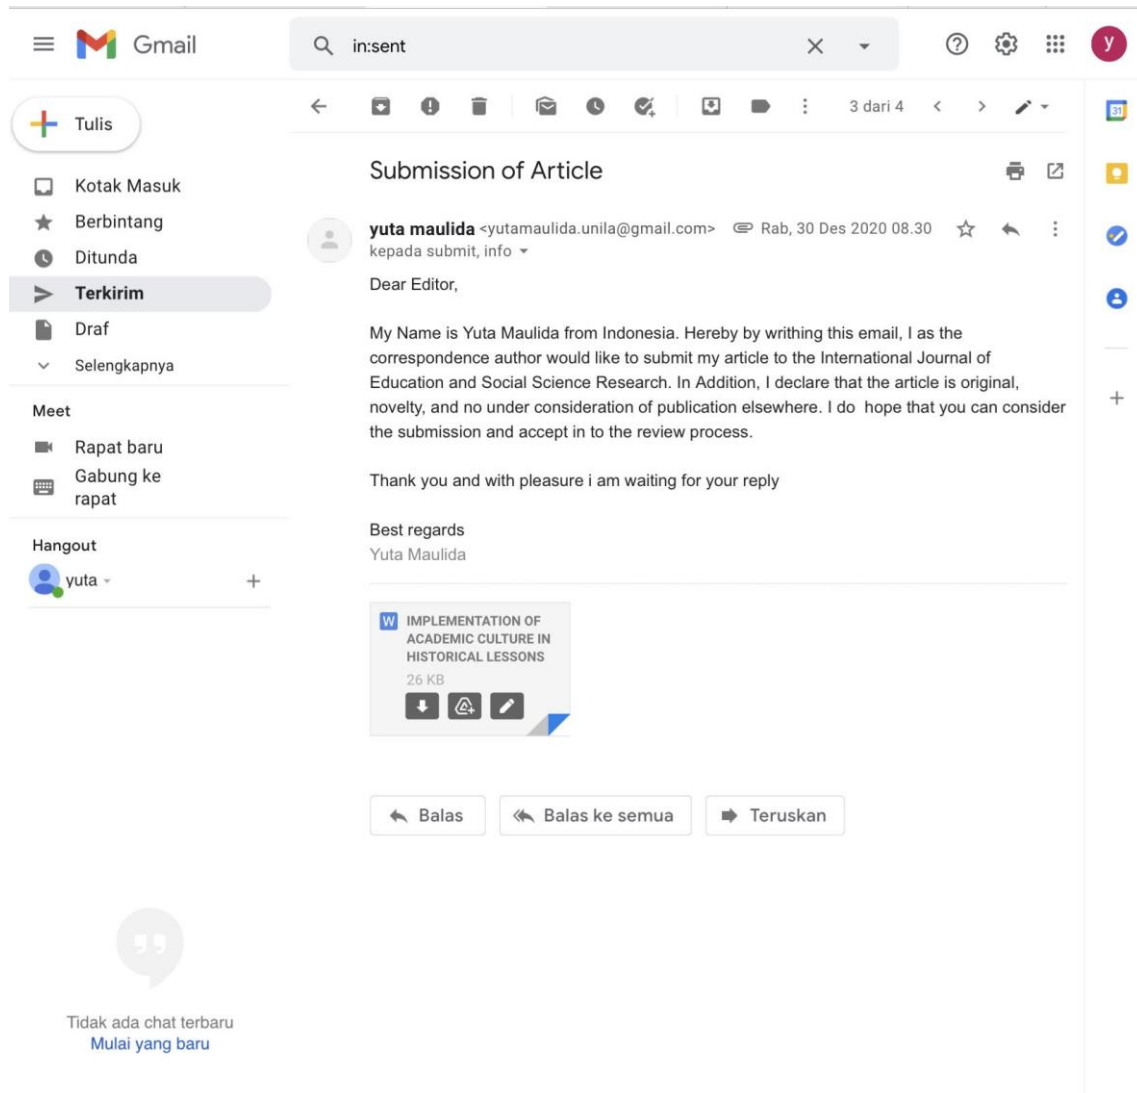 Gmail
in:sent
y
Tulis
3 dari 4
31
Kotak Masuk
Berbintang
Ditunda
Terkirim
Draf
Selengkapnya
Meet
Rapat baru
Gabung ke
rapat
Hangout
yuta
Tidak ada chat terbaru
Mulai yang baru
Submission of Article
yuta maulida <yutamaulida.unila@gmail.com> Rab, 30 Des 2020 08.30
kepada submit, info
Dear Editor,
My Name is Yuta Maulida from Indonesia. Hereby by writhing this email, I as the
correspondence author would like to submit my article to the International Journal of
Education and Social Science Research. In Addition, I declare that the article is original,
novelty, and no under consideration of publication elsewhere. I do  hope that you can consider
the submission and accept in to the review process.
Thank you and with pleasure i am waiting for your reply
Best regards
Yuta Maulida
W IMPLEMENTATION OF
ACADEMIC CULTURE IN
HISTORICAL LESSONS
26 KB
Balas
Balas ke semua
Teruskan